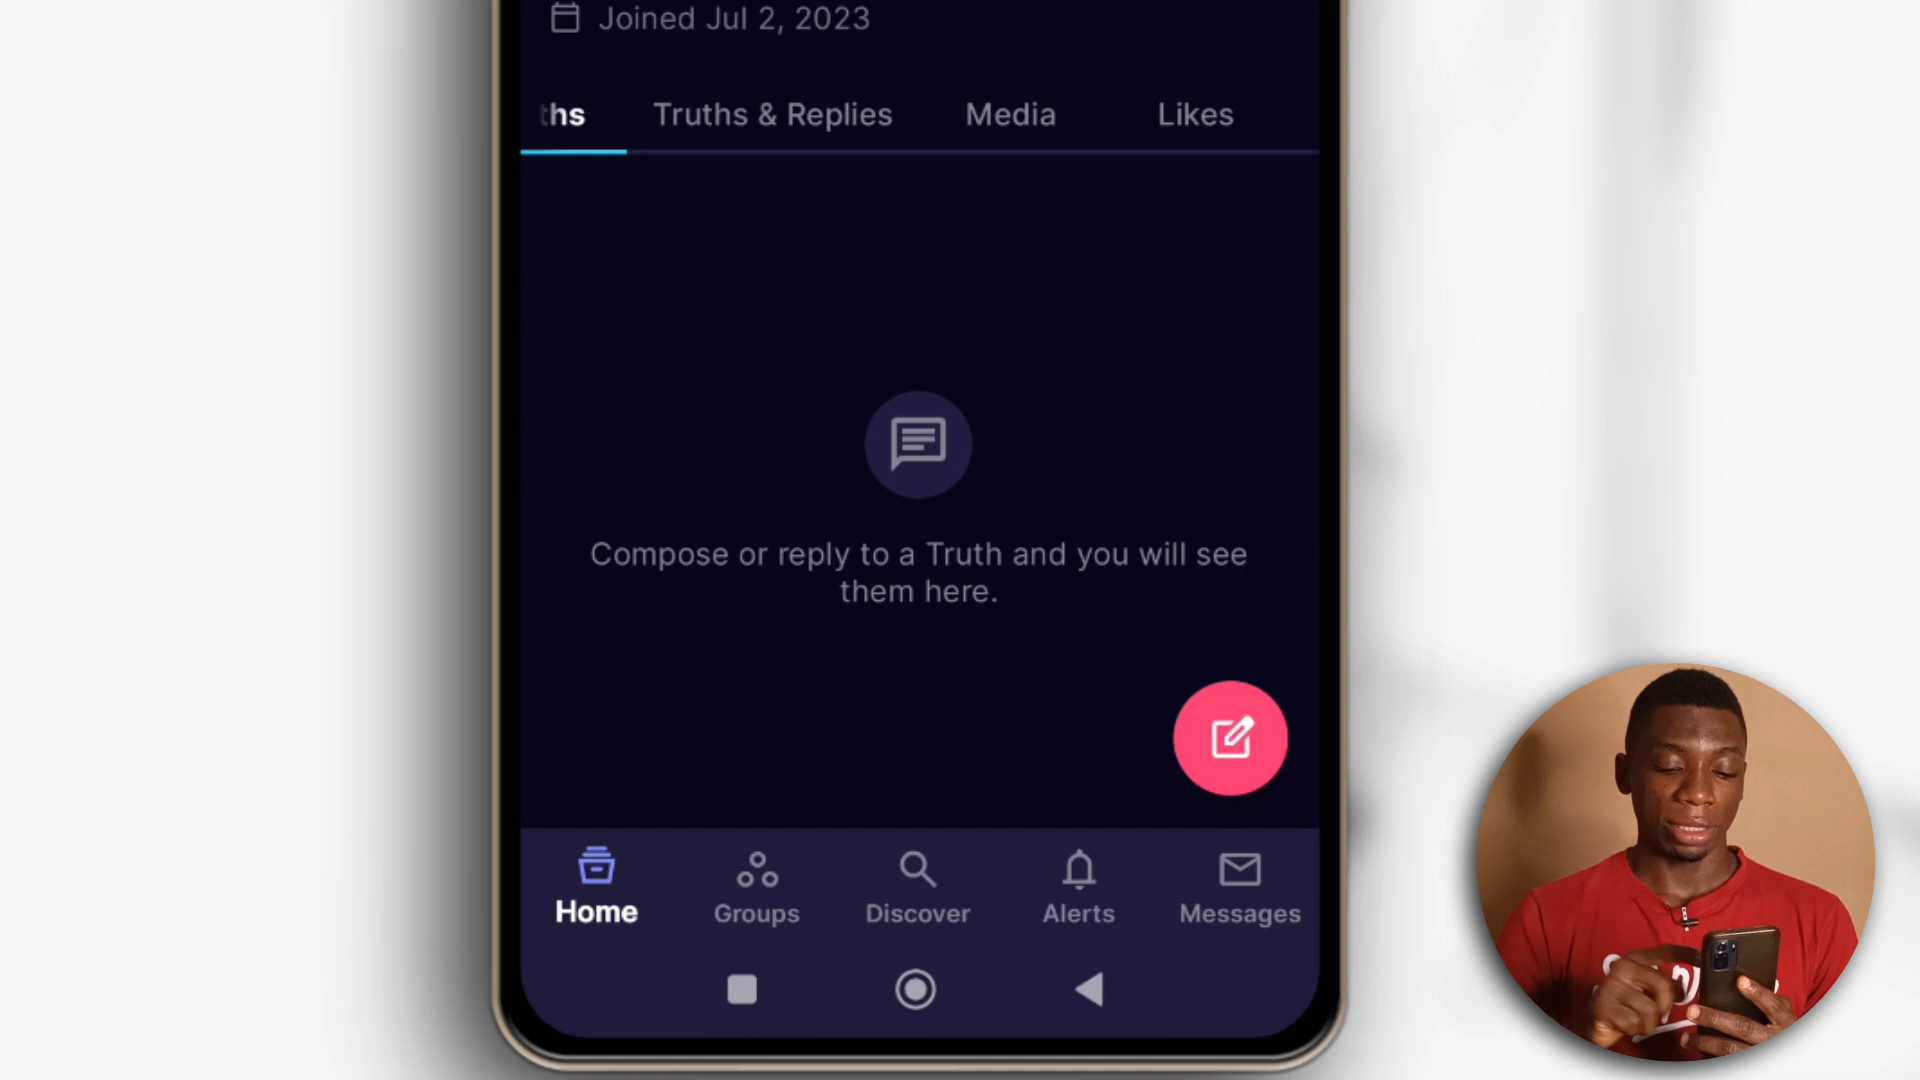 Joined Jul 2, 2023
ths Truths & Replies Media Likes
Compose or reply to a Truth and you will see
them here.
Home Groups Discover Alerts Messages